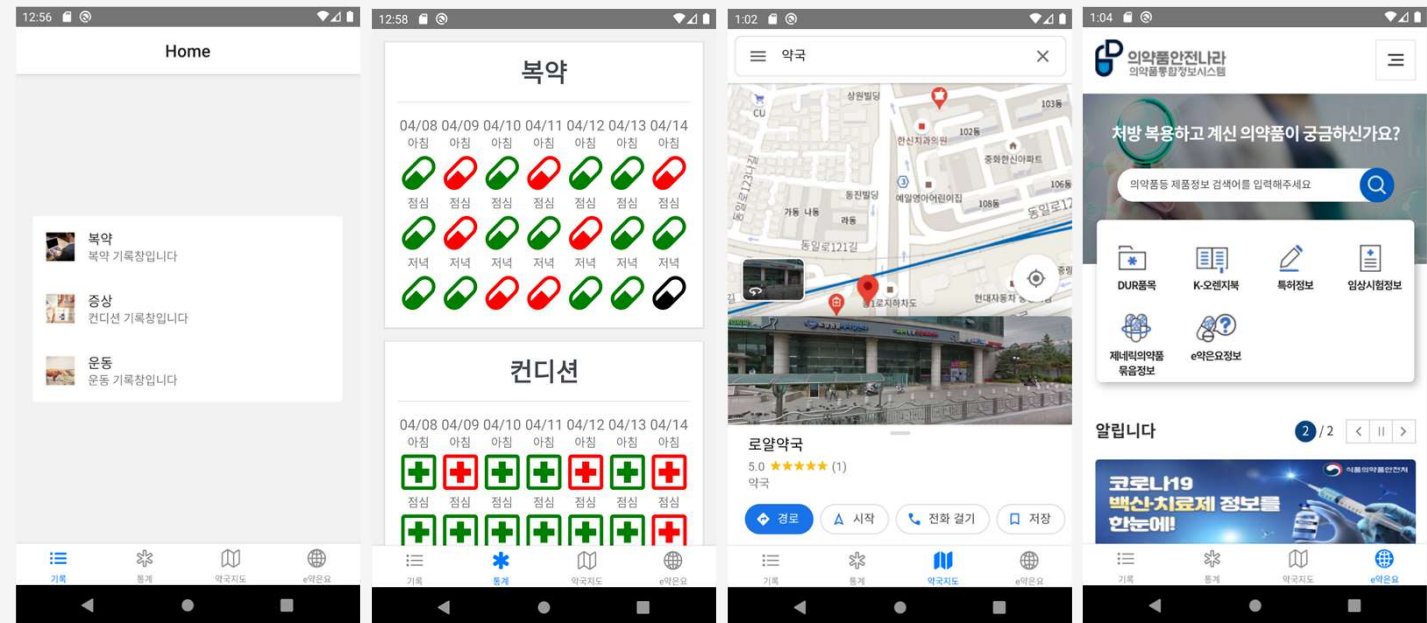 12:56
Home
복약
복약 기록창입니다
증상
컨디션 기록창입니다
운동
운동 기록창입니다
기록
통계
약국지도
e약은요
12:58
복약
04/08 04/09 04/10 04/11 04/12 04/13 04/14
아침 아침 아침 아침 아침 아침 아침
점심 점심 점심 점심 점심 점심 점심
저녁 저녁 저녁 저녁 저녁 저녁 저녁
컨디션
04/08 04/09 04/10 04/11 04/12 04/13 04/14
아침 아침 아침 아침 아침 아침 아침
점심 점심 점심 점심 점심 점심 점심
기록
통계
약국지도
e약은요
1:02
약국
상원빌딩
103동
CU
한신치과의원
102동
중화한신아파트
3
106동
동일로123나길
동진빌딩
예일영아어린이집
108동
가동 나동
라동
동일로12
동일로121길
중랑
길
현대자동차
로얄약국
5.0 ★★★★★ (1)
약국
경로
시작
전화 걸기
저장
기록
통계
약국지도
e약은요
1:04
의약품안전나라
의약품통합정보시스템
처방 복용하고 계신 의약품이 궁금하신가요?
의약품등 제품정보 검색어를 입력해주세요
DUR품목
K-오렌지북
특허정보
임상시험정보
제네릭의약품
묶음정보
e약은요정보
알립니다
2 / 2
식품의약품안전처
코로나19
백신·치료제 정보를
한눈에!
기록
통계
약국지도
e약은요